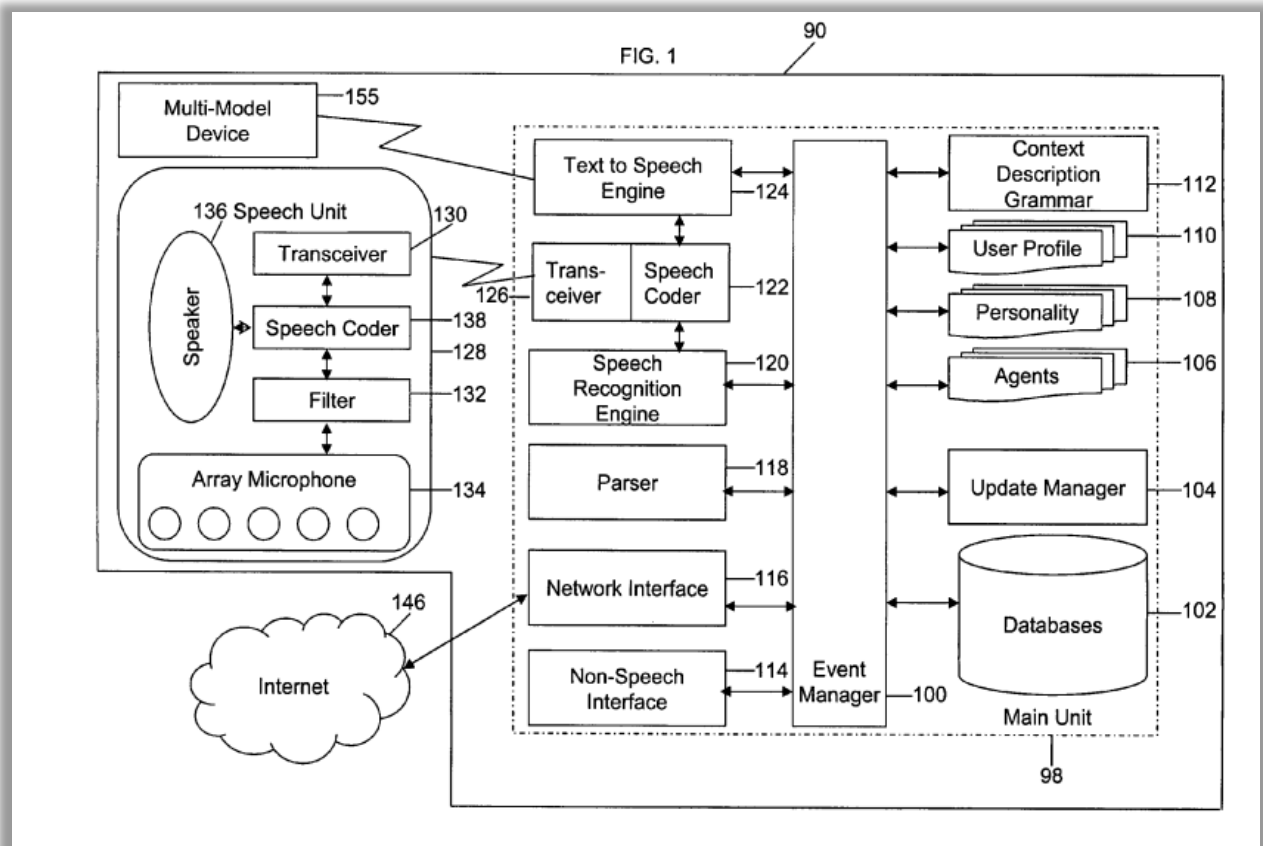 FIG. 1
90
Multi-Model
Device
155
136 Speech Unit
130
Transceiver
Speaker
Speech Coder
138
128
Filter
132
Array Microphone
134
146
Internet
Text to Speech
Engine
124
Trans-
ceiver
126
Speech
Coder
122
Speech
Recognition
Engine
120
Parser
118
Network Interface
116
Non-Speech
Interface
114
Event
Manager
100
Context
Description
Grammar
112
User Profile
110
Personality
108
Agents
106
Update Manager
104
Databases
102
Main Unit
98